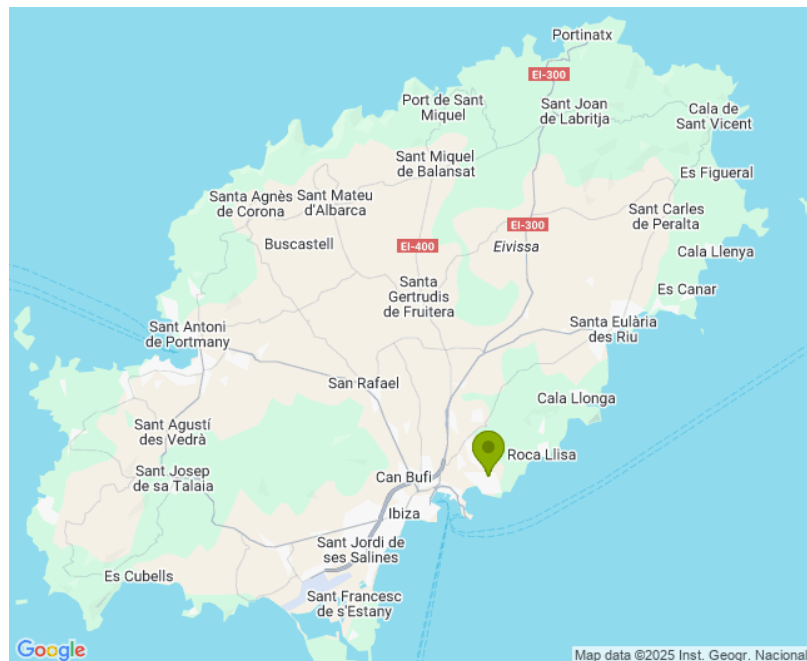 Portinatx
EI-300
Port de Sant
Miquel
Sant Joan
de Labritja
Cala de
Sant Vicent
Sant Miquel
de Balansat
Es Figueral
Santa Agnès
de Corona
Sant Mateu
d'Albarca
Sant Carles
de Peralta
EI-300
Buscastell
EI-400
Eivissa
Cala Llenya
Santa
Gertrudis
de Fruitera
Es Canar
Sant Antoni
de Portmany
Santa Eulària
des Riu
San Rafael
Cala Llonga
Sant Agustí
des Vedrà
Roca Llisa
Sant Josep
de sa Talaia
Can Bufi
Ibiza
Sant Jordi de
ses Salines
Es Cubells
Sant Francesc
de s'Estany
Google
Map data ©2025 Inst. Geogr. Nacional